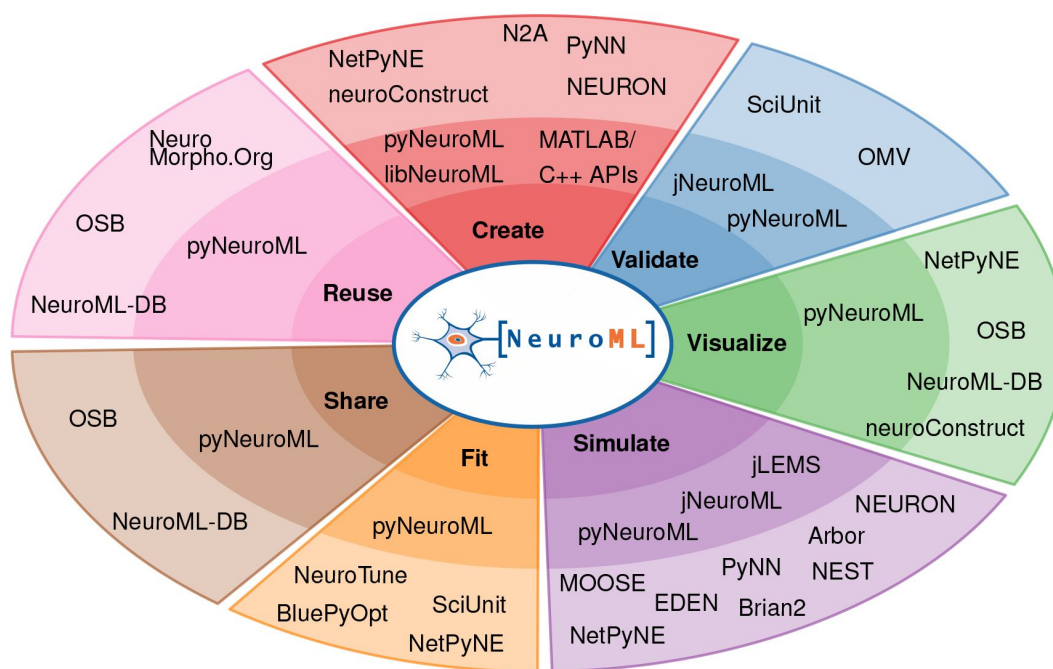 N2A
PyNN
NetPyNE
neuroConstruct
NEURON
pyNeuroML
libNeuroML
MATLAB/
C++ APIs
Create
SciUnit
OMV
jNeuroML
pyNeuroML
Validate
NetPyNE
pyNeuroML
OSB
Visualize
NeuroML-DB
neuroConstruct
Simulate
jLEMS
jNeuroML
pyNeuroML
NEURON
Arbor
PyNN
NEST
MOOSE
EDEN
Brian2
NetPyNE
Fit
pyNeuroML
NeuroTune
BluePyOpt
SciUnit
NetPyNE
Share
OSB
pyNeuroML
NeuroML-DB
Neuro
Morpho.Org
OSB
pyNeuroML
NeuroML-DB
Reuse
[NeuroML]